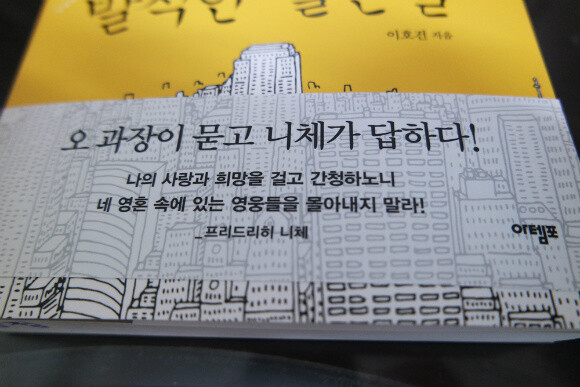 이호건 지음
오 과장이 묻고 니체가 답하다!
나의 사랑과 희망을 걸고 간청하노니
네 영혼 속에 있는 영웅들을 몰아내지 말라!
_프리드리히 니체
아템포